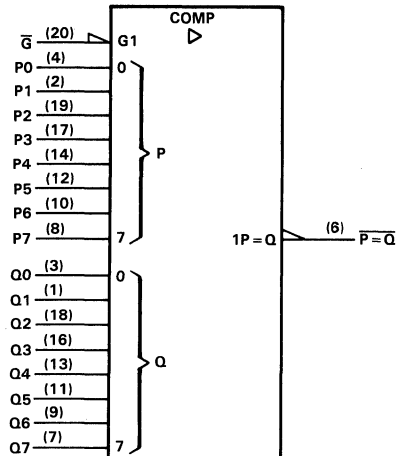 COMP
G̅ (20) G1
P0 (4) 0
P1 (2)
P2 (19)
P3 (17)
P
P4 (14)
P5 (12)
P6 (10)
P7 (8) 7
1P = Q (6) P̅=̅Q̅
Q0 (3) 0
Q1 (1)
Q2 (18)
Q3 (16)
Q
Q4 (13)
Q5 (11)
Q6 (9)
Q7 (7) 7